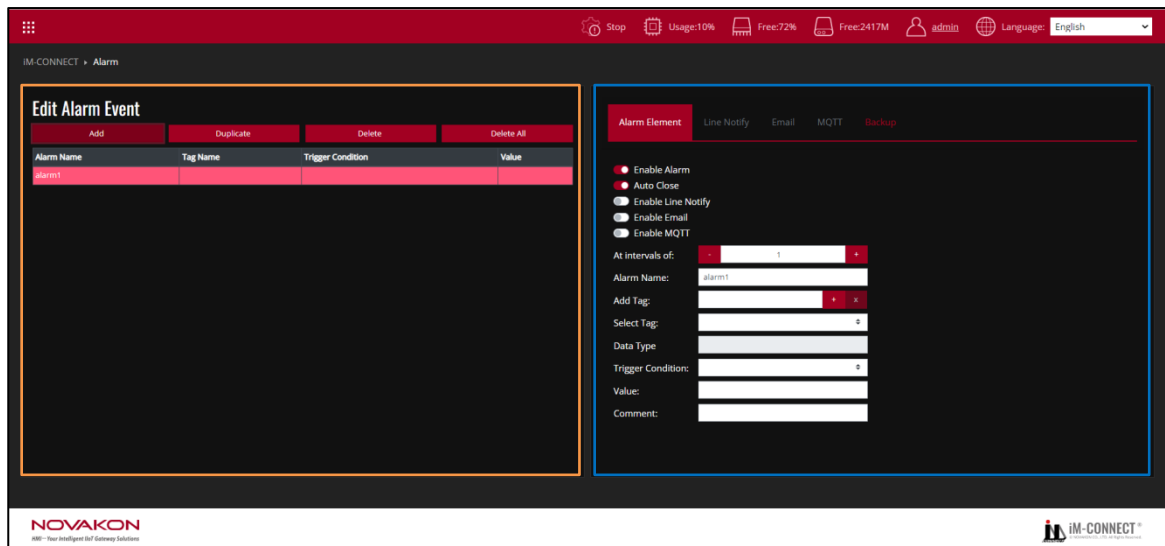 Stop Usage:10% Free:72% Free:2417M admin Language: English
iM-CONNECT ▸ Alarm
Edit Alarm Event
Add Duplicate Delete Delete All
Alarm Name Tag Name Trigger Condition Value
alarm1
Alarm Element Line Notify Email MQTT Backup
Enable Alarm
Auto Close
Enable Line Notify
Enable Email
Enable MQTT
At intervals of: - 1 +
Alarm Name: alarm1
Add Tag: + x
Select Tag:
Data Type
Trigger Condition:
Value:
Comment:
NOVAKON
HMI - Your Intelligent IIoT Gateway Solutions
iM-CONNECT ®